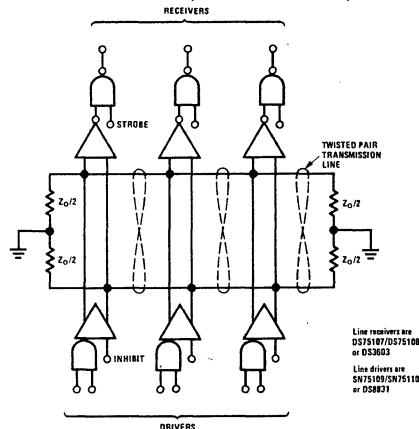 RECEIVERS
STROBE
TWISTED PAIR
TRANSMISSION
LINE
Z₀/2
Z₀/2
Z₀/2
Z₀/2
INHIBIT
Line receivers are
DS75107/DS75108
or DS3603
Line drivers are
SN75109/SN75110
or DS8831
DRIVERS